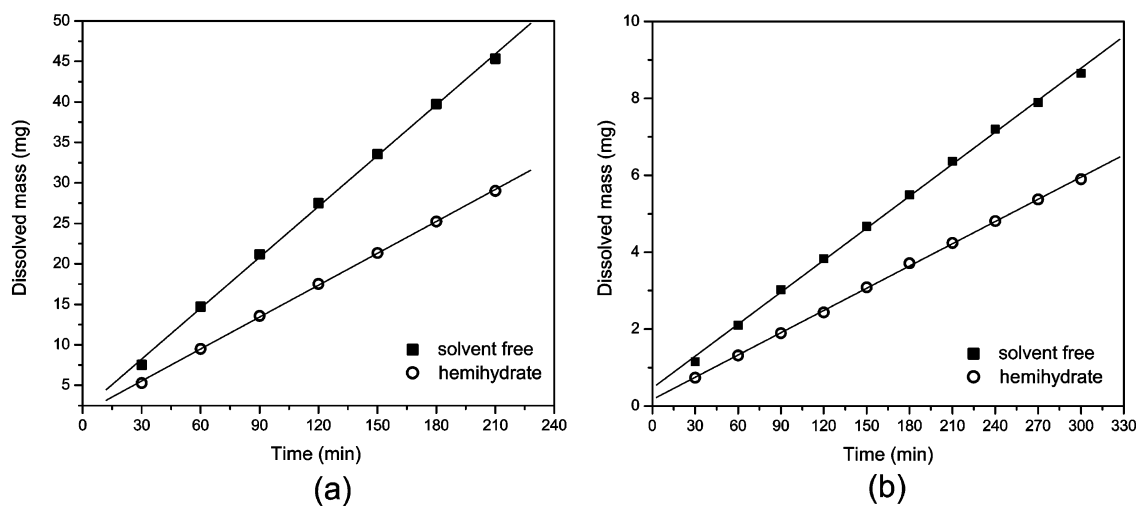 50
45
40
35
30
25
20
15
10
5
Dissolved mass (mg)
solvent free
hemihydrate
0 30 60 90 120 150 180 210 240
Time (min)
(a)
10
8
6
4
2
0
Dissolved mass (mg)
solvent free
hemihydrate
0 30 60 90 120 150 180 210 240 270 300 330
Time (min)
(b)